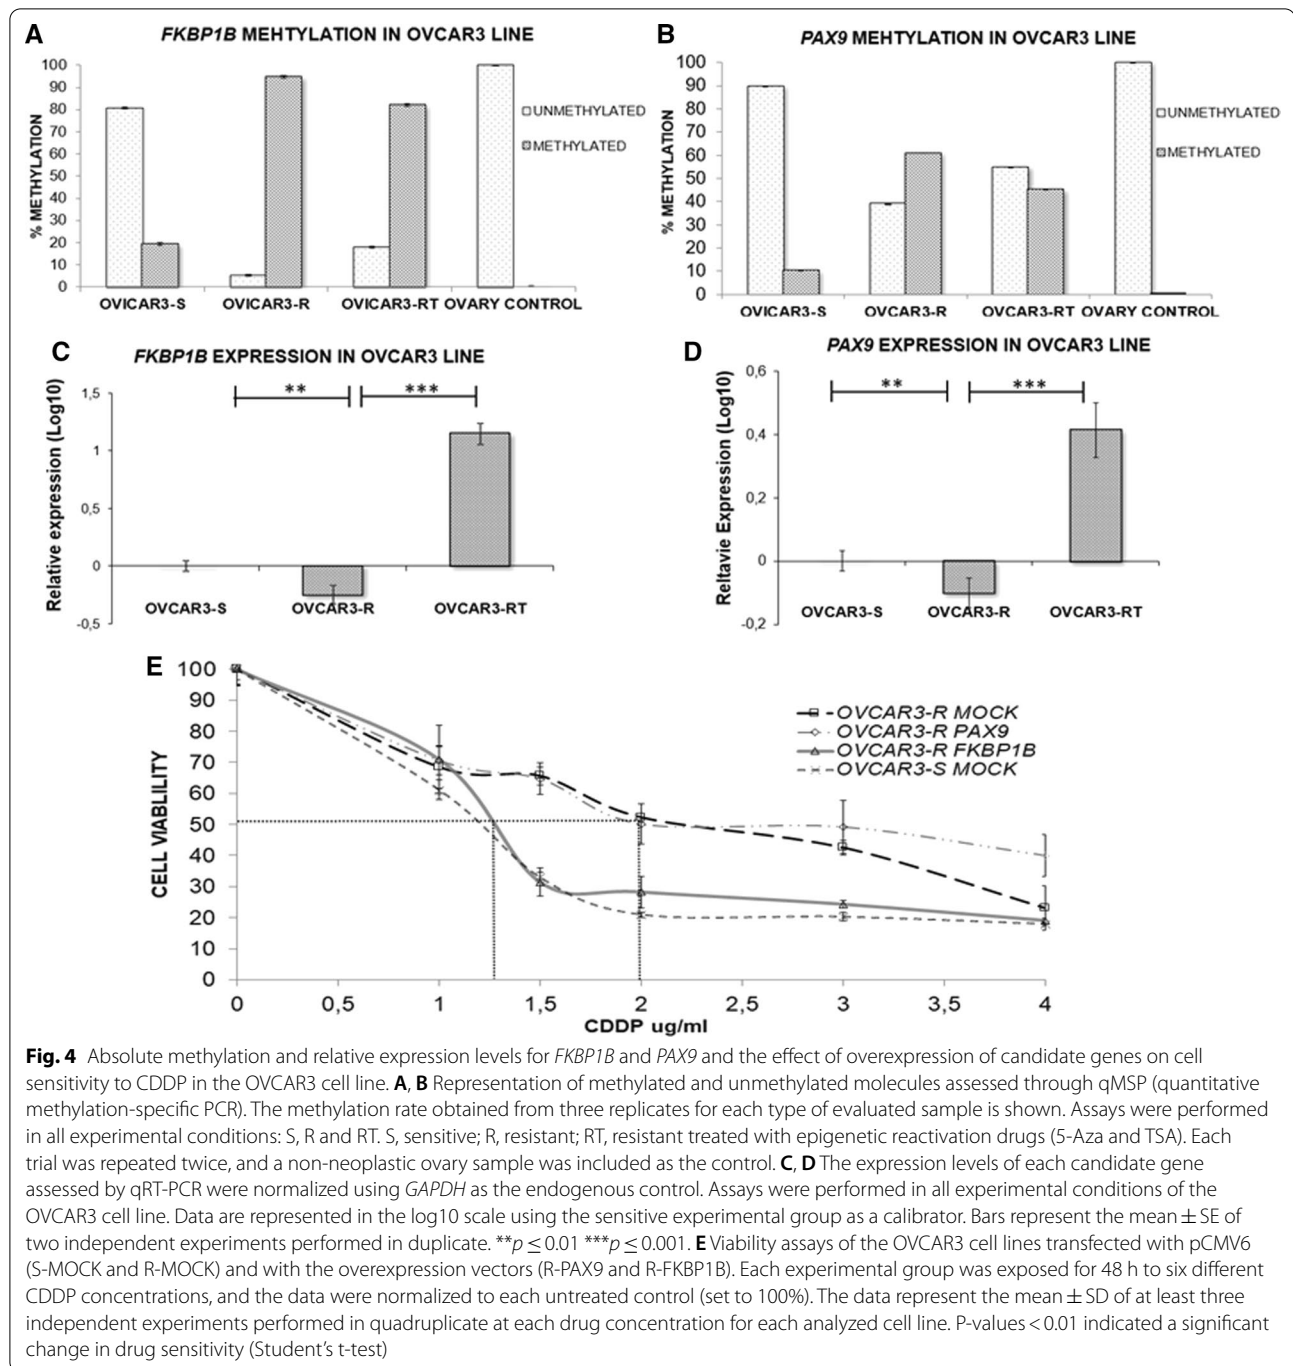 A
FKBP1B MEHTYLATION IN OVCAR3 LINE
% METHYLATION
100
90
80
70
60
50
40
30
20
10
0
UNMETHYLATED
METHYLATED
OVICAR3-S OVICAR3-R OVICAR3-RT OVARY CONTROL
B
PAX9 MEHTYLATION IN OVCAR3 LINE
% METHYLATION
100
90
80
70
60
50
40
30
20
10
0
UNMETHYLATED
METHYLATED
OVICAR3-S OVCAR3-R OVCAR3-RT OVARY CONTROL
C
FKBP1B EXPRESSION IN OVCAR3 LINE
Relative expression (Log10)
1,5
1
0,5
0
-0,5
** ***
OVCAR3-S OVCAR3-R OVCAR3-RT
D
PAX9 EXPRESSION IN OVCAR3 LINE
Reltavie Expression (Log10)
0,6
0,4
0,2
0
-0,2
** ***
OVCAR3-S OVCAR3-R OVCAR3-RT
E
CELL VIABLILITY
100
90
80
70
60
50
40
30
20
10
0
OVCAR3-R MOCK
OVCAR3-R PAX9
OVCAR3-R FKBP1B
OVCAR3-S MOCK
0 0,5 1 1,5 2 2,5 3 3,5 4
CDDP ug/ml
Fig. 4 Absolute methylation and relative expression levels for FKBP1B and PAX9 and the effect of overexpression of candidate genes on cell
sensitivity to CDDP in the OVCAR3 cell line. A, B Representation of methylated and unmethylated molecules assessed through qMSP (quantitative
methylation-specific PCR). The methylation rate obtained from three replicates for each type of evaluated sample is shown. Assays were performed
in all experimental conditions: S, R and RT. S, sensitive; R, resistant; RT, resistant treated with epigenetic reactivation drugs (5-Aza and TSA). Each
trial was repeated twice, and a non-neoplastic ovary sample was included as the control. C, D The expression levels of each candidate gene
assessed by qRT-PCR were normalized using GAPDH as the endogenous control. Assays were performed in all experimental conditions of the
OVCAR3 cell line. Data are represented in the log10 scale using the sensitive experimental group as a calibrator. Bars represent the mean ± SE of
two independent experiments performed in duplicate. **p ≤ 0.01 ***p ≤ 0.001. E Viability assays of the OVCAR3 cell lines transfected with pCMV6
(S-MOCK and R-MOCK) and with the overexpression vectors (R-PAX9 and R-FKBP1B). Each experimental group was exposed for 48 h to six different
CDDP concentrations, and the data were normalized to each untreated control (set to 100%). The data represent the mean ± SD of at least three
independent experiments performed in quadruplicate at each drug concentration for each analyzed cell line. P-values < 0.01 indicated a significant
change in drug sensitivity (Student's t-test)